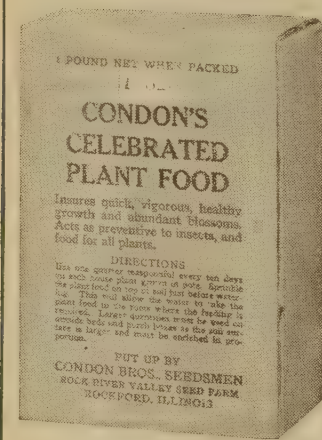 1 POUND NET WHEN PACKED
CONDON'S
CELEBRATED
PLANT FOOD
Insures quick, vigorous, healthy
growth and abundant blossoms.
Acts as preventive to insects, and
food for all plants.
DIRECTIONS
Use one quarter teaspoonful every ten days
on each house plant grown in pots. Sprinkle
the plant food on top of soil just before water-
ing. This will allow the water to take the
plant food to the roots where the feeding is
required. Larger quantities must be used on
outside beds and porch boxes as the soil sur-
face is larger and must be enriched in pro-
portion.
PUT UP BY
CONDON BROS., SEEDSMEN
ROCK RIVER VALLEY SEED FARM
ROCKFORD, ILLINOIS